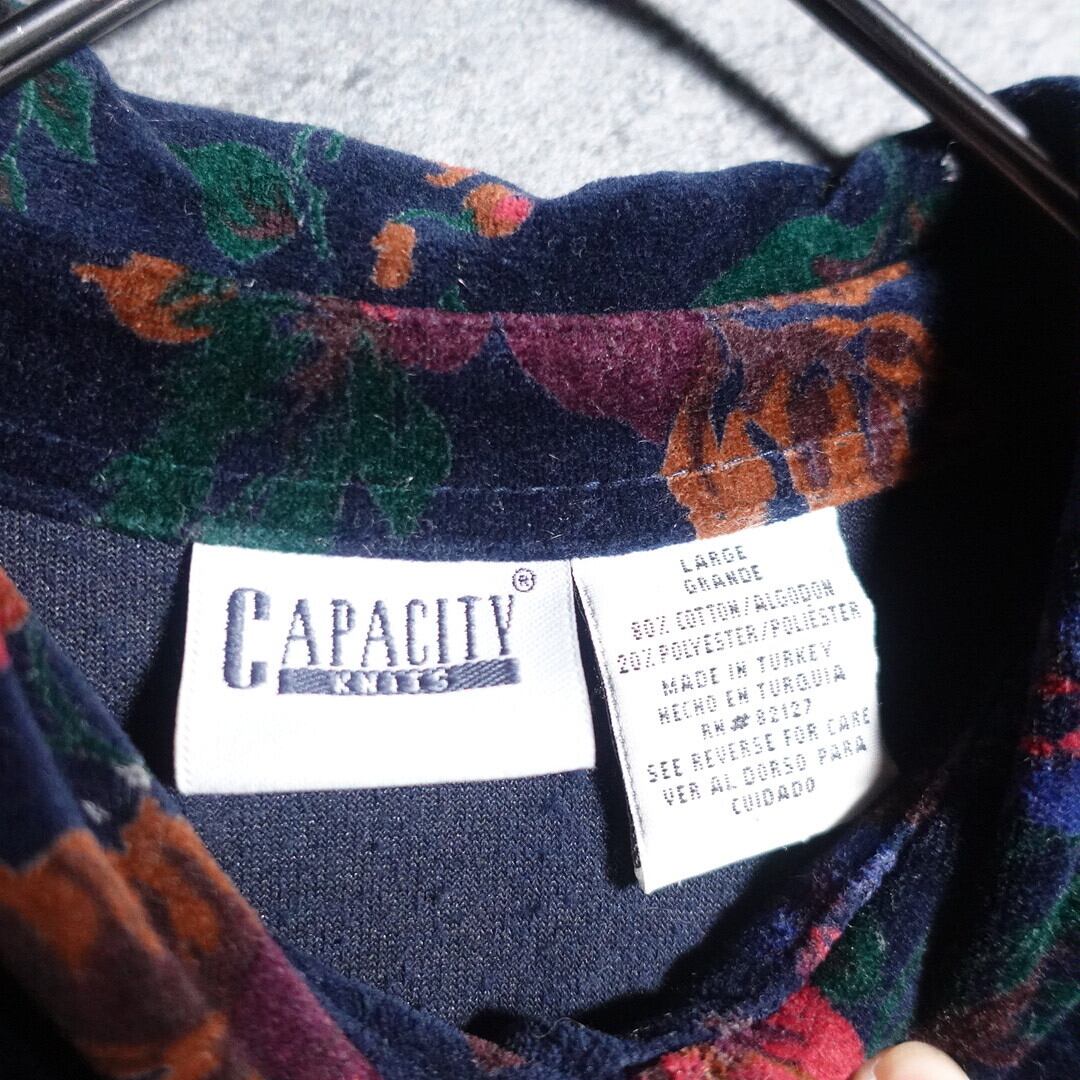 CAPACITY®
KNITS
LARGE
GRANDE
80% COTTON/ALGODON
20% POLYESTER/POLIÉSTER
MADE IN TURKEY
HECHO EN TURQUIA
RN# 82127
SEE REVERSE FOR CARE
VER AL DORSO PARA
CUIDADO